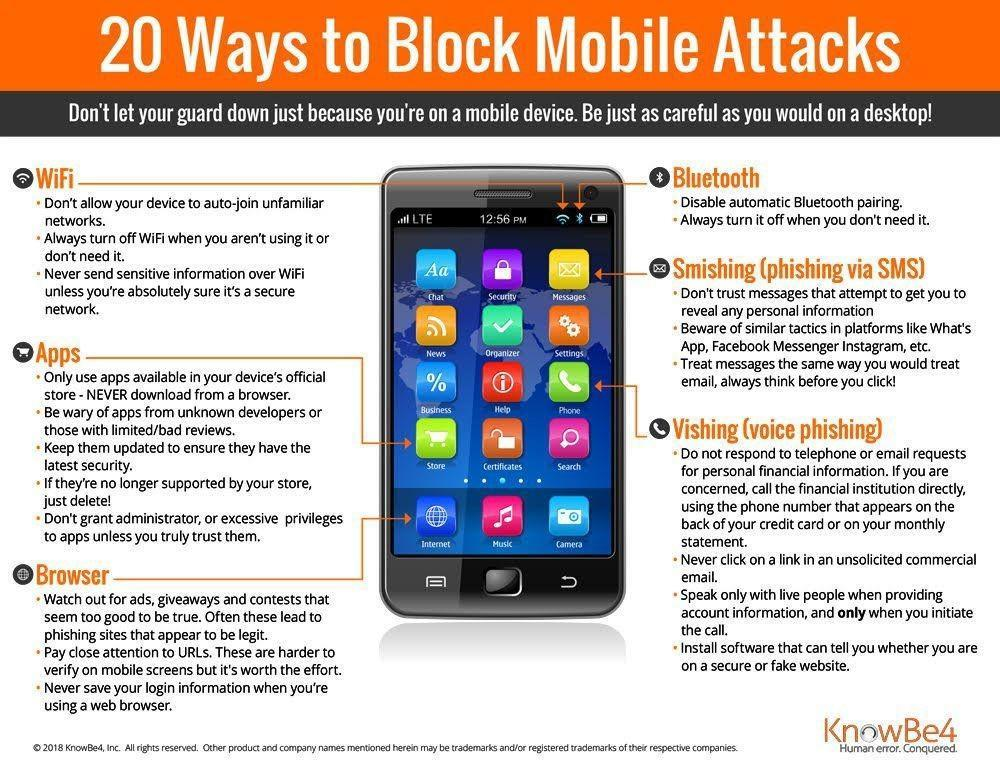 20 Ways to Block Mobile Attacks
Don't let your guard down just because you're on a mobile device. Be just as careful as you would on a desktop!
WiFi
• Don't allow your device to auto-join unfamiliar
networks.
• Always turn off WiFi when you aren't using it or
don't need it.
• Never send sensitive information over WiFi
unless you're absolutely sure it's a secure
network.
Apps
• Only use apps available in your device's official
store - NEVER download from a browser.
• Be wary of apps from unknown developers or
those with limited/bad reviews.
• Keep them updated to ensure they have the
latest security.
• If they're no longer supported by your store,
just delete!
• Don't grant administrator, or excessive privileges
to apps unless you truly trust them.
Browser
• Watch out for ads, giveaways and contests that
seem too good to be true. Often these lead to
phishing sites that appear to be legit.
• Pay close attention to URLs. These are harder to
verify on mobile screens but it's worth the effort.
• Never save your login information when you're
using a web browser.
LTE 12:56 PM
Aa
Chat Security Messages
News Organizer Settings
%
Business Help Phone
Store Certificates Search
Internet Music Camera
Bluetooth
• Disable automatic Bluetooth pairing.
• Always turn it off when you don't need it.
Smishing (phishing via SMS)
• Don't trust messages that attempt to get you to
reveal any personal information
• Beware of similar tactics in platforms like What's
App, Facebook Messenger Instagram, etc.
• Treat messages the same way you would treat
email, always think before you click!
Vishing (voice phishing)
• Do not respond to telephone or email requests
for personal financial information. If you are
concerned, call the financial institution directly,
using the phone number that appears on the
back of your credit card or on your monthly
statement.
• Never click on a link in an unsolicited commercial
email.
• Speak only with live people when providing
account information, and only when you initiate
the call.
• Install software that can tell you whether you are
on a secure or fake website.
© 2018 KnowBe4, Inc. All rights reserved. Other product and company names mentioned herein may be trademarks and/or registered trademarks of their respective companies.
KnowBe4
Human error. Conquered.